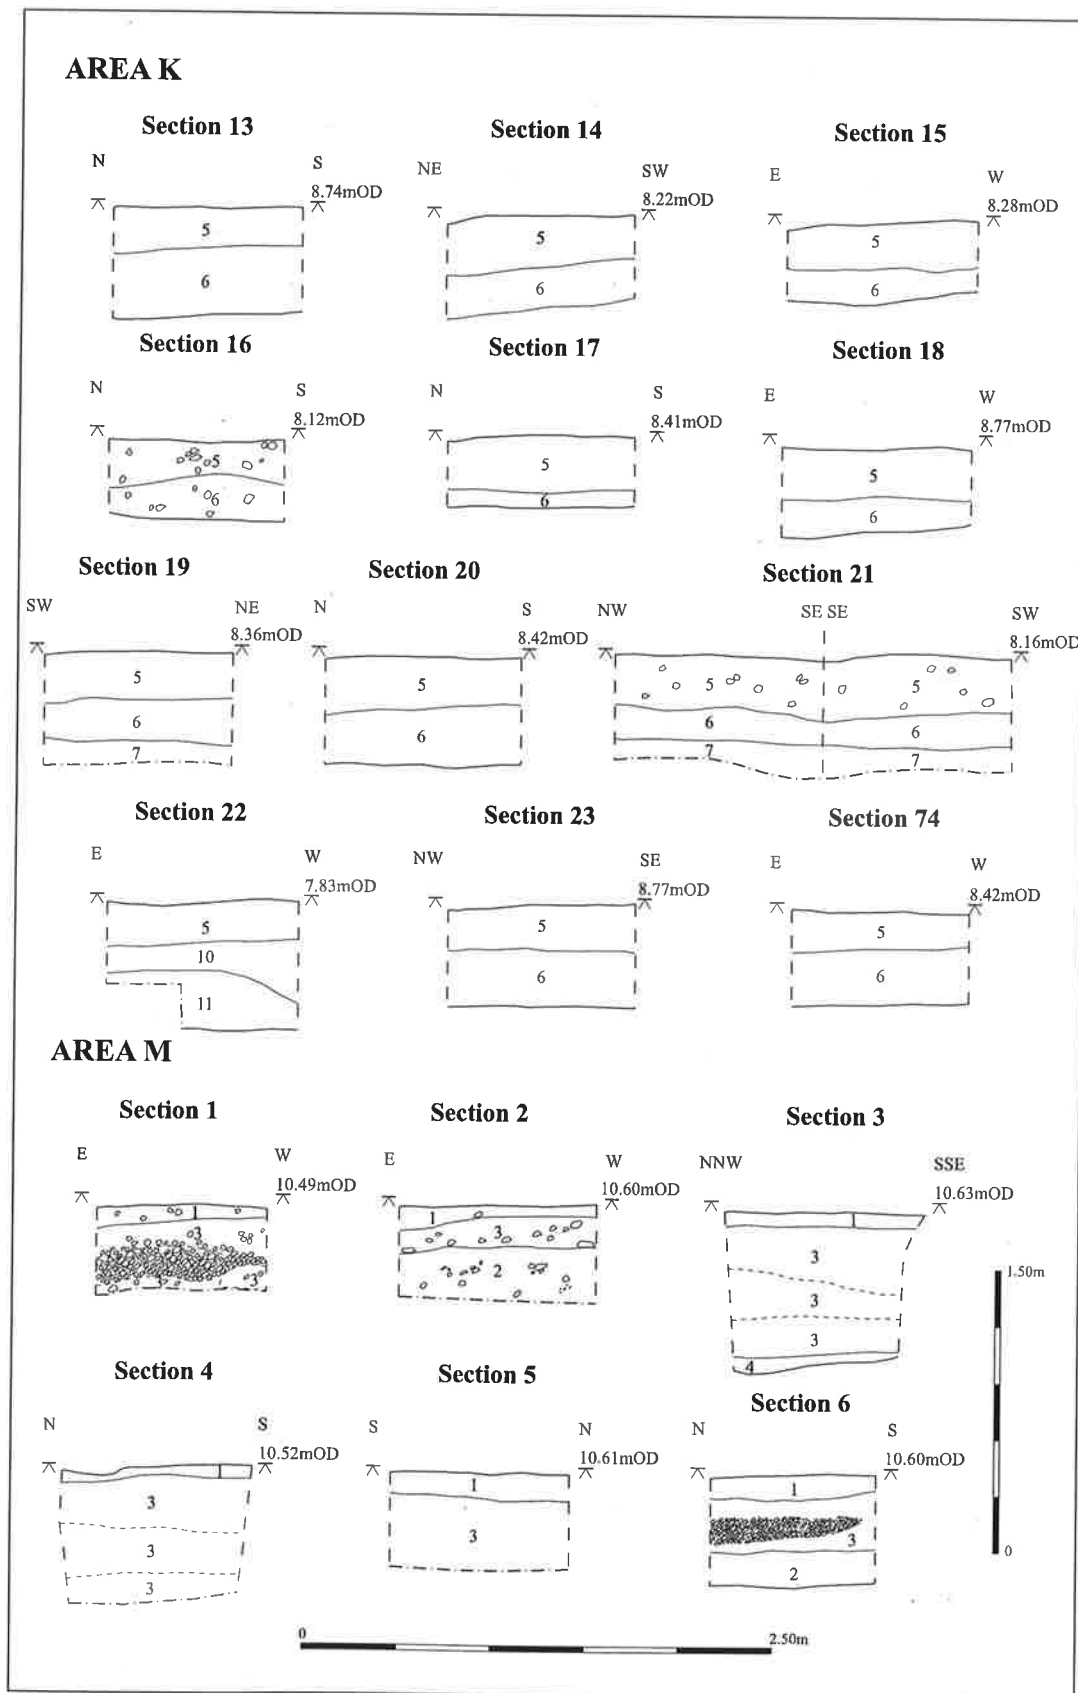 AREA K
Section 13
Section 14
Section 15
N
S
8.74mOD
5
6
NE
SW
8.22mOD
5
6
E
W
8.28mOD
5
6
Section 16
Section 17
Section 18
N
S
8.12mOD
5
6
N
S
8.41mOD
5
6
E
W
8.77mOD
5
6
Section 19
Section 20
Section 21
SW
NE
8.36mOD
5
6
7
N
S
8.42mOD
5
6
NW
SE SE
SW
8.16mOD
5
5
6
6
7
7
Section 22
Section 23
Section 74
E
W
7.83mOD
5
10
11
NW
SE
8.77mOD
5
6
E
W
8.42mOD
5
6
AREA M
Section 1
Section 2
Section 3
E
W
10.49mOD
1
3
3
3
E
W
10.60mOD
1
3
2
NNW
SSE
10.63mOD
1
3
3
3
4
1.50m
0
Section 4
Section 5
Section 6
N
S
10.52mOD
3
3
3
S
N
10.61mOD
1
3
N
S
10.60mOD
1
3
2
0
2.50m